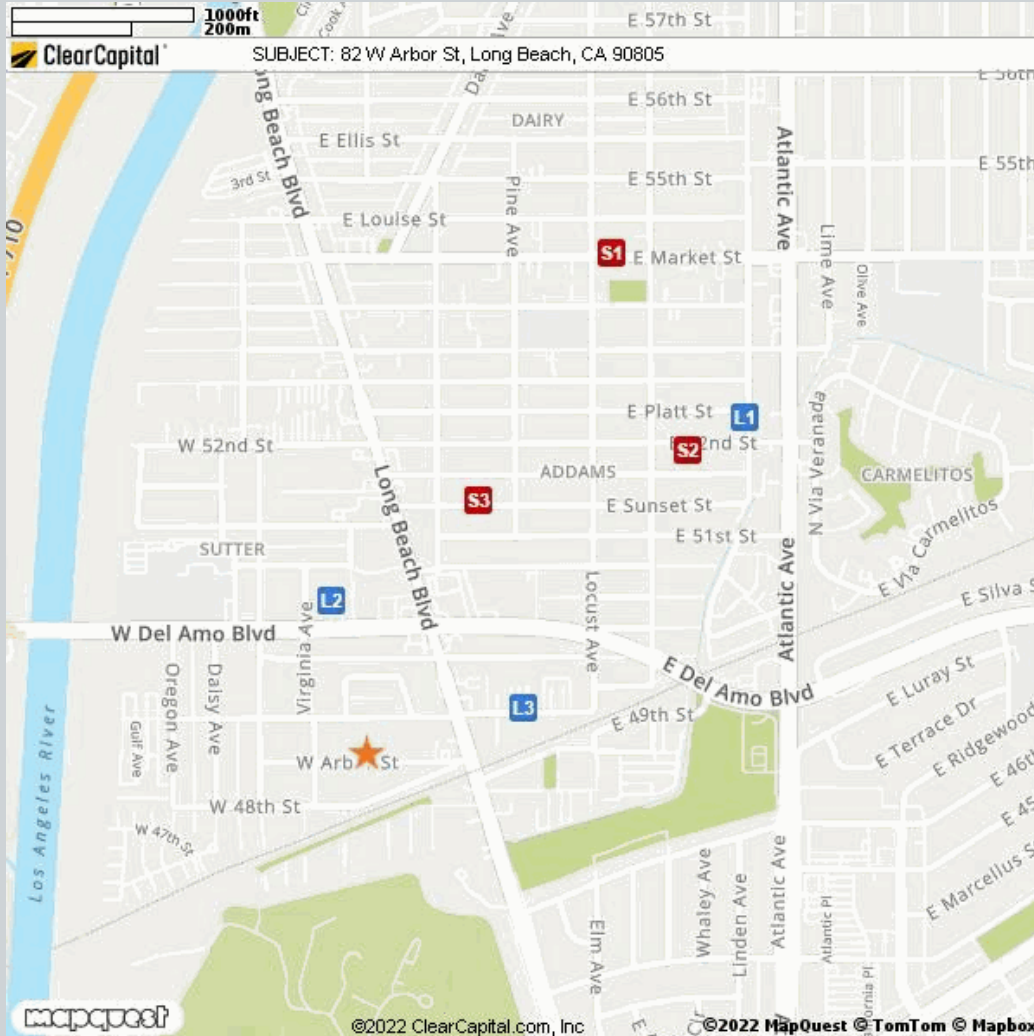 1000ft
200m
ClearCapital
SUBJECT: 82 W Arbor St, Long Beach, CA 90805
E 57th St
E 56th St
DAIRY
E Ellis St
E 55th St
E 55th
3rd St
Long Beach Blvd
Pine Ave
Atlantic Ave
E Louise St
S1
E Market St
Lime Ave
Olive Ave
710
E Platt St
L1
W 52nd St
S2
2nd St
ADDAMS
CARMELITOS
N Via Veranada
S3
E Sunset St
Long Beach Blvd
E 51st St
E Via Carmelitos
SUTTER
Atlantic Ave
L2
Locust Ave
E Silva S
W Del Amo Blvd
Virginia Ave
Oregon Ave
Daisy Ave
E Del Amo Blvd
E Luray St
L3
E 49th St
E Terrace Dr
Gulf Ave
E Ridgewood
W Arb St
E 46th
W 48th St
E 45
W 47th St
Los Angeles River
E Marcellus S
Elm Ave
Whaley Ave
Linden Ave
Atlantic Ave
Atlantic Pl
mapquest
©2022 ClearCapital.com, Inc
©2022 MapQuest © TomTom © Mapbo